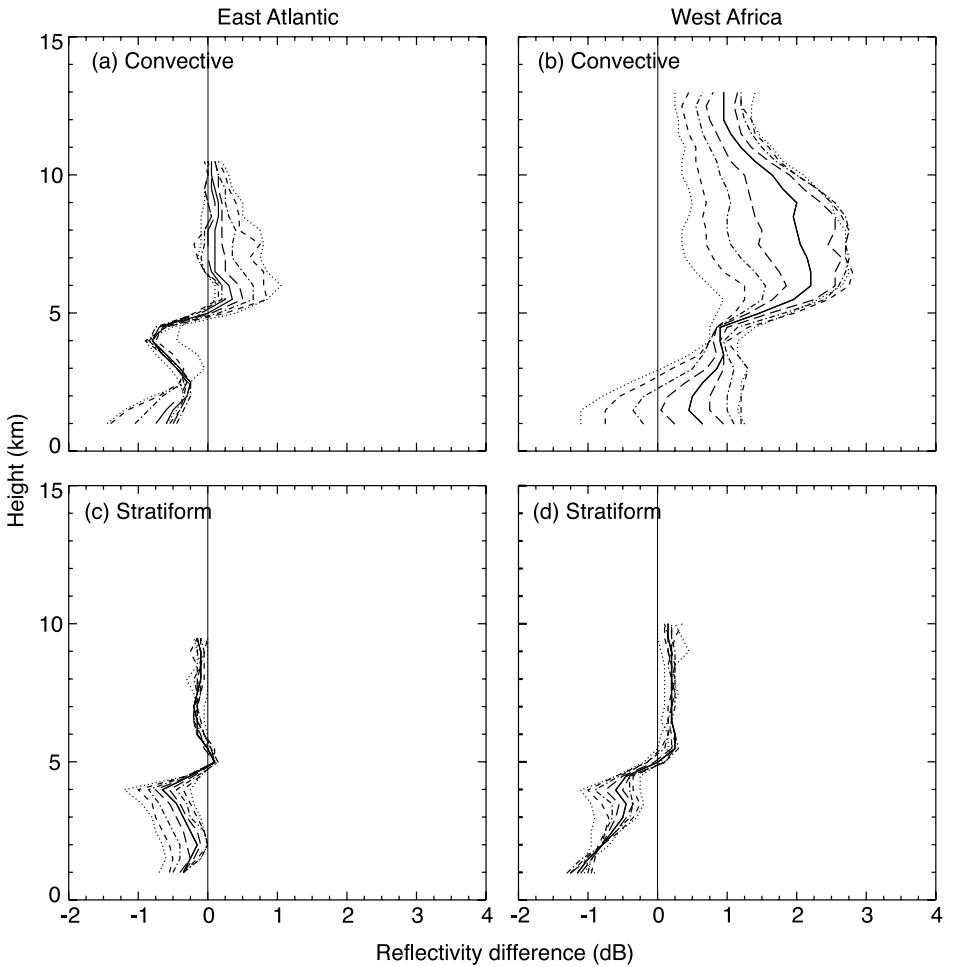 East Atlantic
West Africa
15
10
5
0
(a) Convective
(b) Convective
Height (km)
15
10
5
0
(c) Stratiform
(d) Stratiform
-2 -1 0 1 2 3 4
-2 -1 0 1 2 3 4
Reflectivity difference (dB)